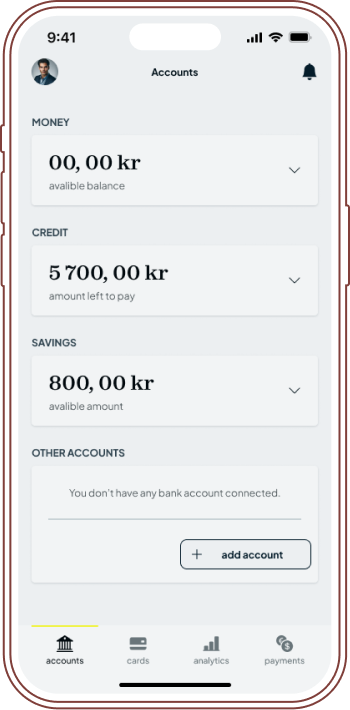 9:41
Accounts
MONEY
00, 00 kr
avalible balance
CREDIT
5 700, 00 kr
amount left to pay
SAVINGS
800, 00 kr
avalible amount
OTHER ACCOUNTS
You don't have any bank account connected.
+ add account
$
accounts cards analytics payments